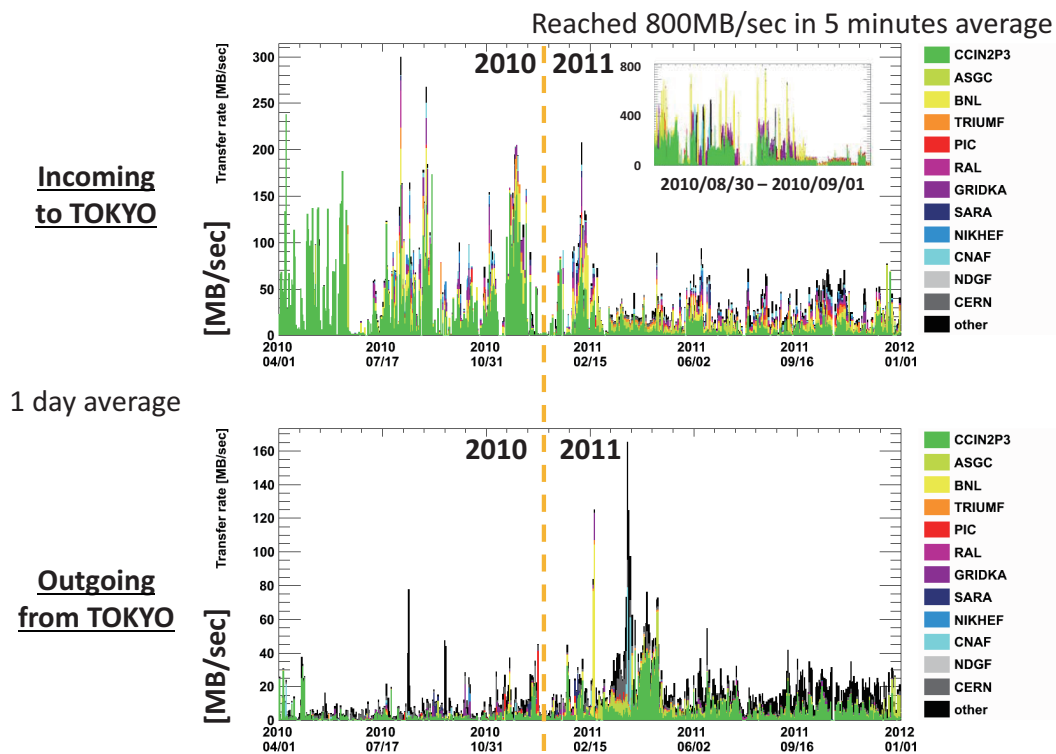 Reached 800MB/sec in 5 minutes average
Incoming
to TOKYO
[MB/sec]
Transfer rate [MB/sec]
300
250
200
150
100
50
0
2010
2011
800
400
0
2010/08/30 – 2010/09/01
2010
04/01
2010
07/17
2010
10/31
2011
02/15
2011
06/02
2011
09/16
2012
01/01
CCIN2P3
ASGC
BNL
TRIUMF
PIC
RAL
GRIDKA
SARA
NIKHEF
CNAF
NDGF
CERN
other
1 day average
Outgoing
from TOKYO
[MB/sec]
Transfer rate [MB/sec]
160
140
120
100
80
60
40
20
0
2010
2011
2010
04/01
2010
07/17
2010
10/31
2011
02/15
2011
06/02
2011
09/16
2012
01/01
CCIN2P3
ASGC
BNL
TRIUMF
PIC
RAL
GRIDKA
SARA
NIKHEF
CNAF
NDGF
CERN
other